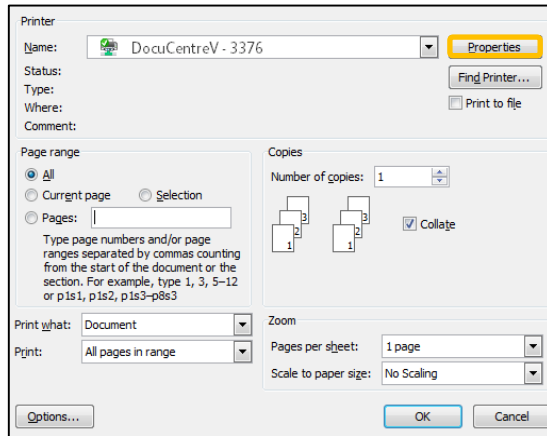 Printer
Name: DocuCentreV - 3376 Properties
Status: Find Printer...
Type:
Where: Print to file
Comment:
Page range
All
Current page Selection
Pages:
Type page numbers and/or page
ranges separated by commas counting
from the start of the document or the
section. For example, type 1, 3, 5–12
or p1s1, p1s2, p1s3–p8s3
Copies
Number of copies: 1
3 3
2 2
1 1
Collate
Print what: Document
Print: All pages in range
Zoom
Pages per sheet: 1 page
Scale to paper size: No Scaling
Options... OK Cancel